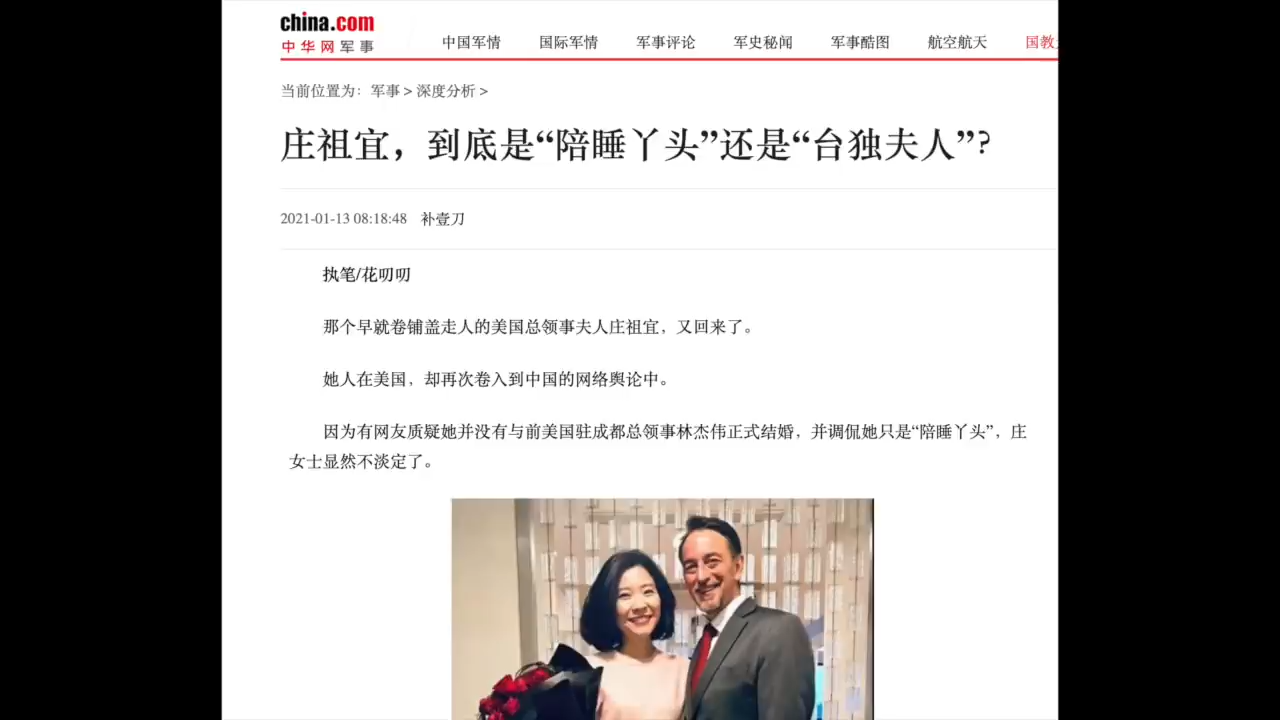 china.com
中华网军事
中国军情 国际军情 军事评论 军史秘闻 军事酷图 航空航天 国教
当前位置为：军事 > 深度分析 >
庄祖宜，到底是“陪睡丫头”还是“台独夫人”?
2021-01-13 08:18:48 补壹刀
执笔/花叨叨
那个早就卷铺盖走人的美国总领事夫人庄祖宜，又回来了。
她人在美国，却再次卷入到中国的网络舆论中。
因为有网友质疑她并没有与前美国驻成都总领事林杰伟正式结婚，并调侃她只是“陪睡丫头”，庄
女士显然不淡定了。